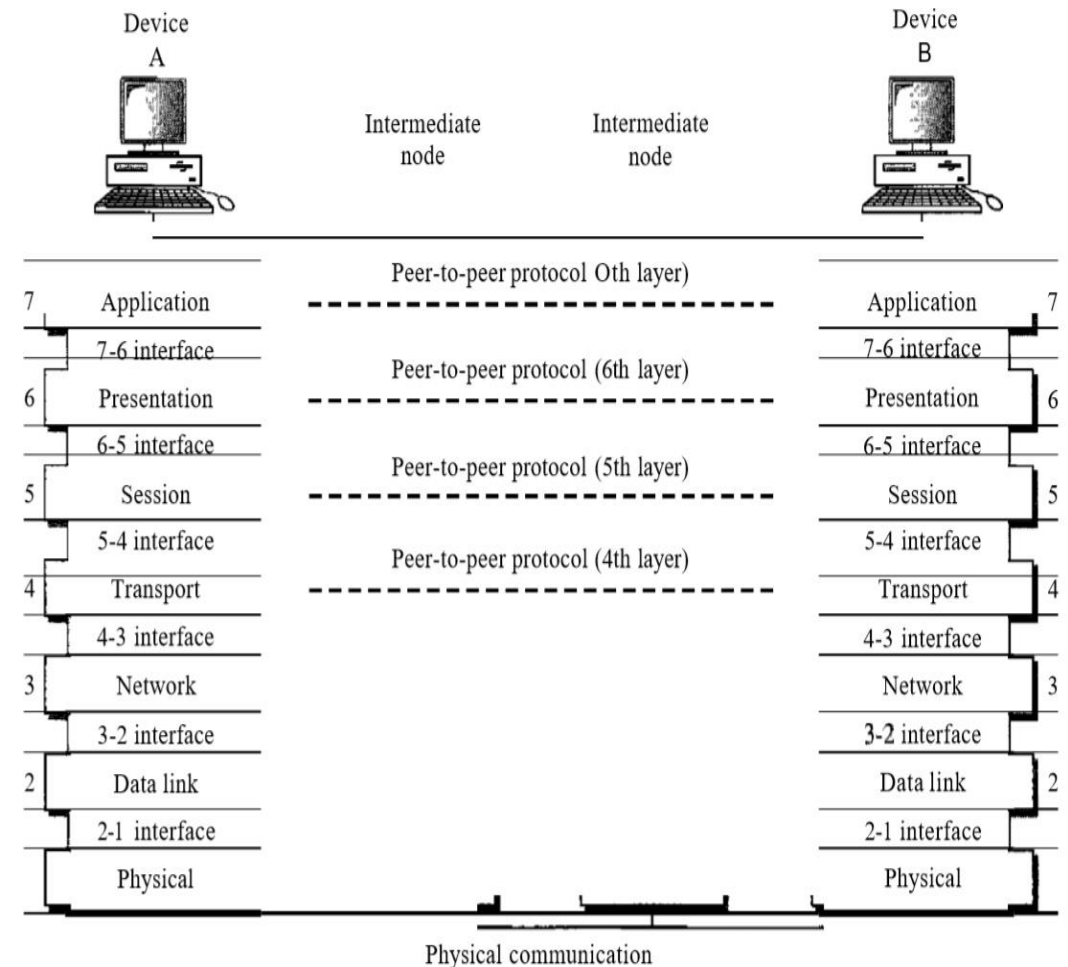 Device
A
Device
B
Intermediate
node
Intermediate
node
Peer-to-peer protocol Oth layer)
7 Application
Application 7
7-6 interface
7-6 interface
Peer-to-peer protocol (6th layer)
6 Presentation
Presentation 6
6-5 interface
6-5 interface
Peer-to-peer protocol (5th layer)
5 Session
Session 5
5-4 interface
5-4 interface
Peer-to-peer protocol (4th layer)
4 Transport
Transport 4
4-3 interface
4-3 interface
3 Network
Network 3
3-2 interface
3-2 interface
2 Data link
Data link 2
2-1 interface
2-1 interface
Physical
Physical
Physical communication